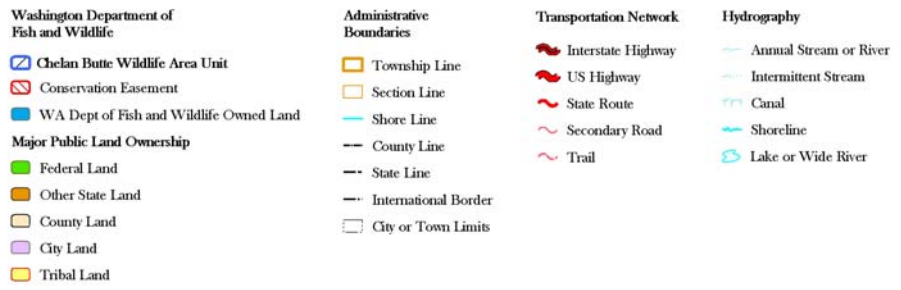 Washington Department of
Fish and Wildlife
Chelan Butte Wildlife Area Unit
Conservation Easement
WA Dept of Fish and Wildlife Owned Land
Major Public Land Ownership
Federal Land
Other State Land
County Land
City Land
Tribal Land
Administrative
Boundaries
Township Line
Section Line
Shore Line
County Line
State Line
International Border
City or Town Limits
Transportation Network
Interstate Highway
US Highway
State Route
Secondary Road
Trail
Hydrography
Annual Stream or River
Intermittent Stream
Canal
Shoreline
Lake or Wide River